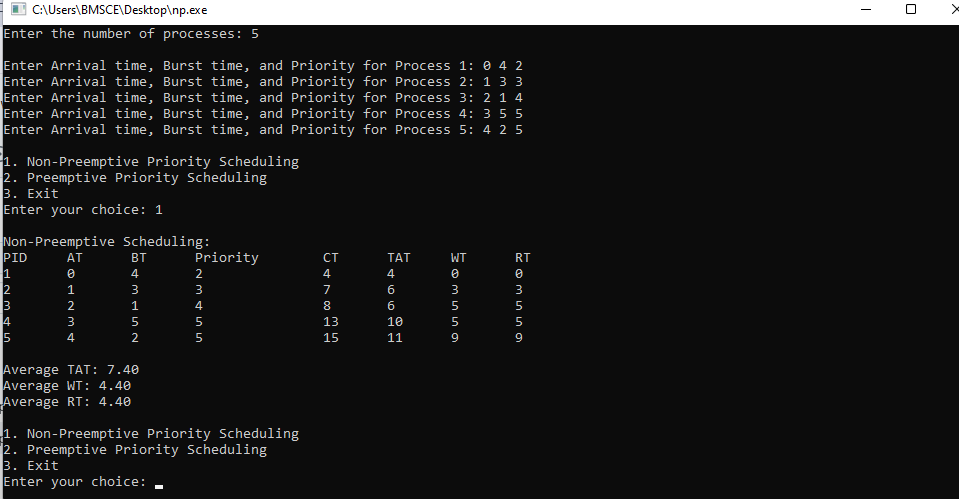 C:\Users\BMSCE\Desktop\np.exe
Enter the number of processes: 5
Enter Arrival time, Burst time, and Priority for Process 1: 0 4 2
Enter Arrival time, Burst time, and Priority for Process 2: 1 3 3
Enter Arrival time, Burst time, and Priority for Process 3: 2 1 4
Enter Arrival time, Burst time, and Priority for Process 4: 3 5 5
Enter Arrival time, Burst time, and Priority for Process 5: 4 2 5
1. Non-Preemptive Priority Scheduling
2. Preemptive Priority Scheduling
3. Exit
Enter your choice: 1
Non-Preemptive Scheduling:
PID AT BT Priority CT TAT WT RT
1 0 4 2 4 4 0 0
2 1 3 3 7 6 3 3
3 2 1 4 8 6 5 5
4 3 5 5 13 10 5 5
5 4 2 5 15 11 9 9
Average TAT: 7.40
Average WT: 4.40
Average RT: 4.40
1. Non-Preemptive Priority Scheduling
2. Preemptive Priority Scheduling
3. Exit
Enter your choice: